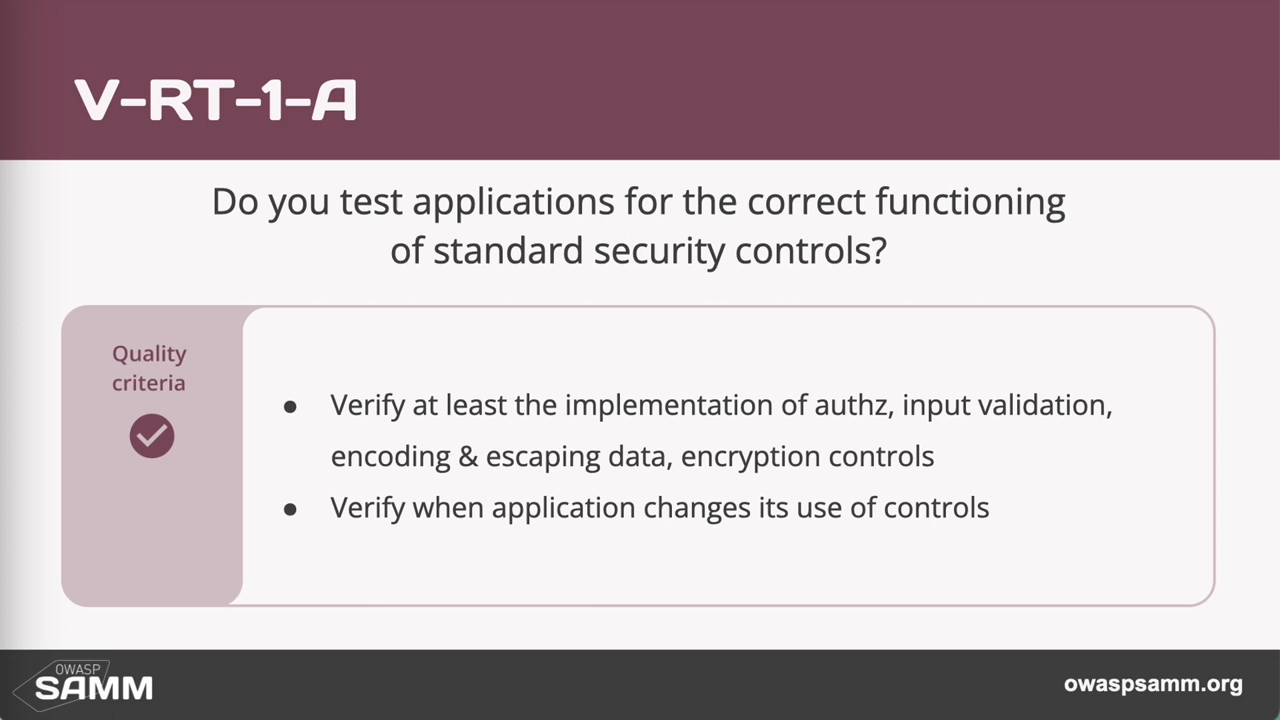 V-RT-1-A
Do you test applications for the correct functioning
of standard security controls?
Quality
criteria
● Verify at least the implementation of authz, input validation,
encoding & escaping data, encryption controls
● Verify when application changes its use of controls
OWASP
SAMM
owaspsamm.org